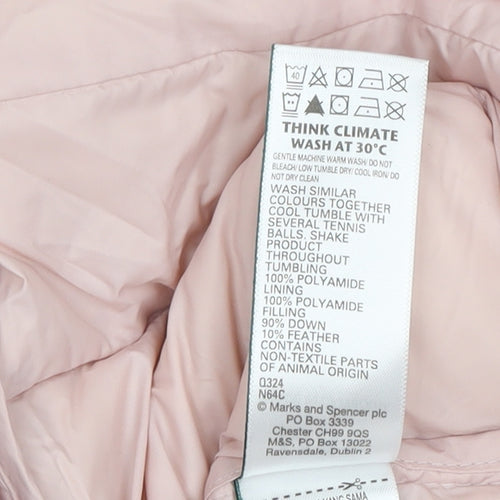 40
THINK CLIMATE
WASH AT 30°C
GENTLE MACHINE WARM WASH/ DO NOT
BLEACH/ LOW TUMBLE DRY/ COOL IRON/ DO
NOT DRY CLEAN
WASH SIMILAR
COLOURS TOGETHER
COOL TUMBLE WITH
SEVERAL TENNIS
BALLS. SHAKE
PRODUCT
THROUGHOUT
TUMBLING
100% POLYAMIDE
LINING
100% POLYAMIDE
FILLING
90% DOWN
10% FEATHER
CONTAINS
NON-TEXTILE PARTS
OF ANIMAL ORIGIN
Q324
N64C
© Marks and Spencer plc
PO Box 3339
Chester CH99 9QS
M&S, PO Box 13022
Ravensdale, Dublin 2
SAMA